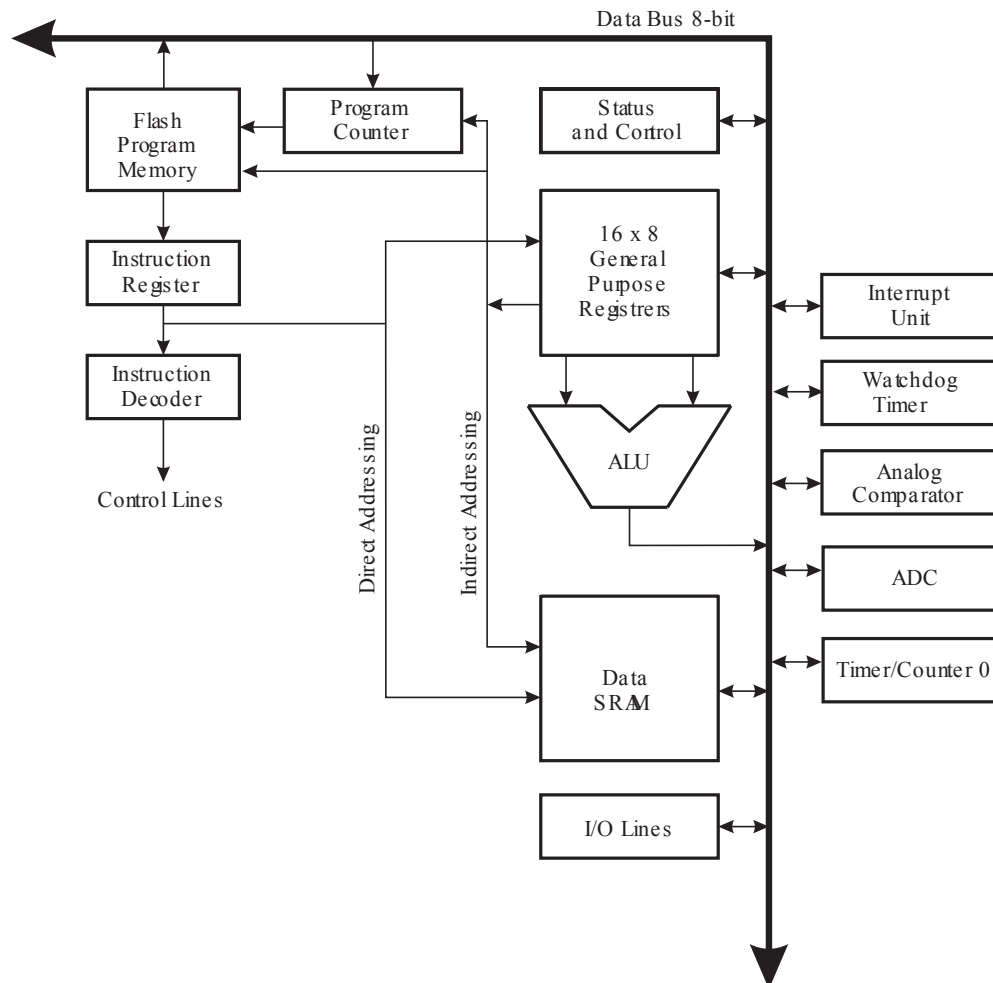 Data Bus 8-bit
Flash
Program
Memory
Program
Counter
Status
and Control
16 x 8
General
Purpose
Registrers
Instruction
Register
Instruction
Decoder
Control Lines
Direct Addressing
Indirect Addressing
ALU
Interrupt
Unit
Watchdog
Timer
Analog
Comparator
ADC
Timer/Counter 0
Data
SRAM
I/O Lines